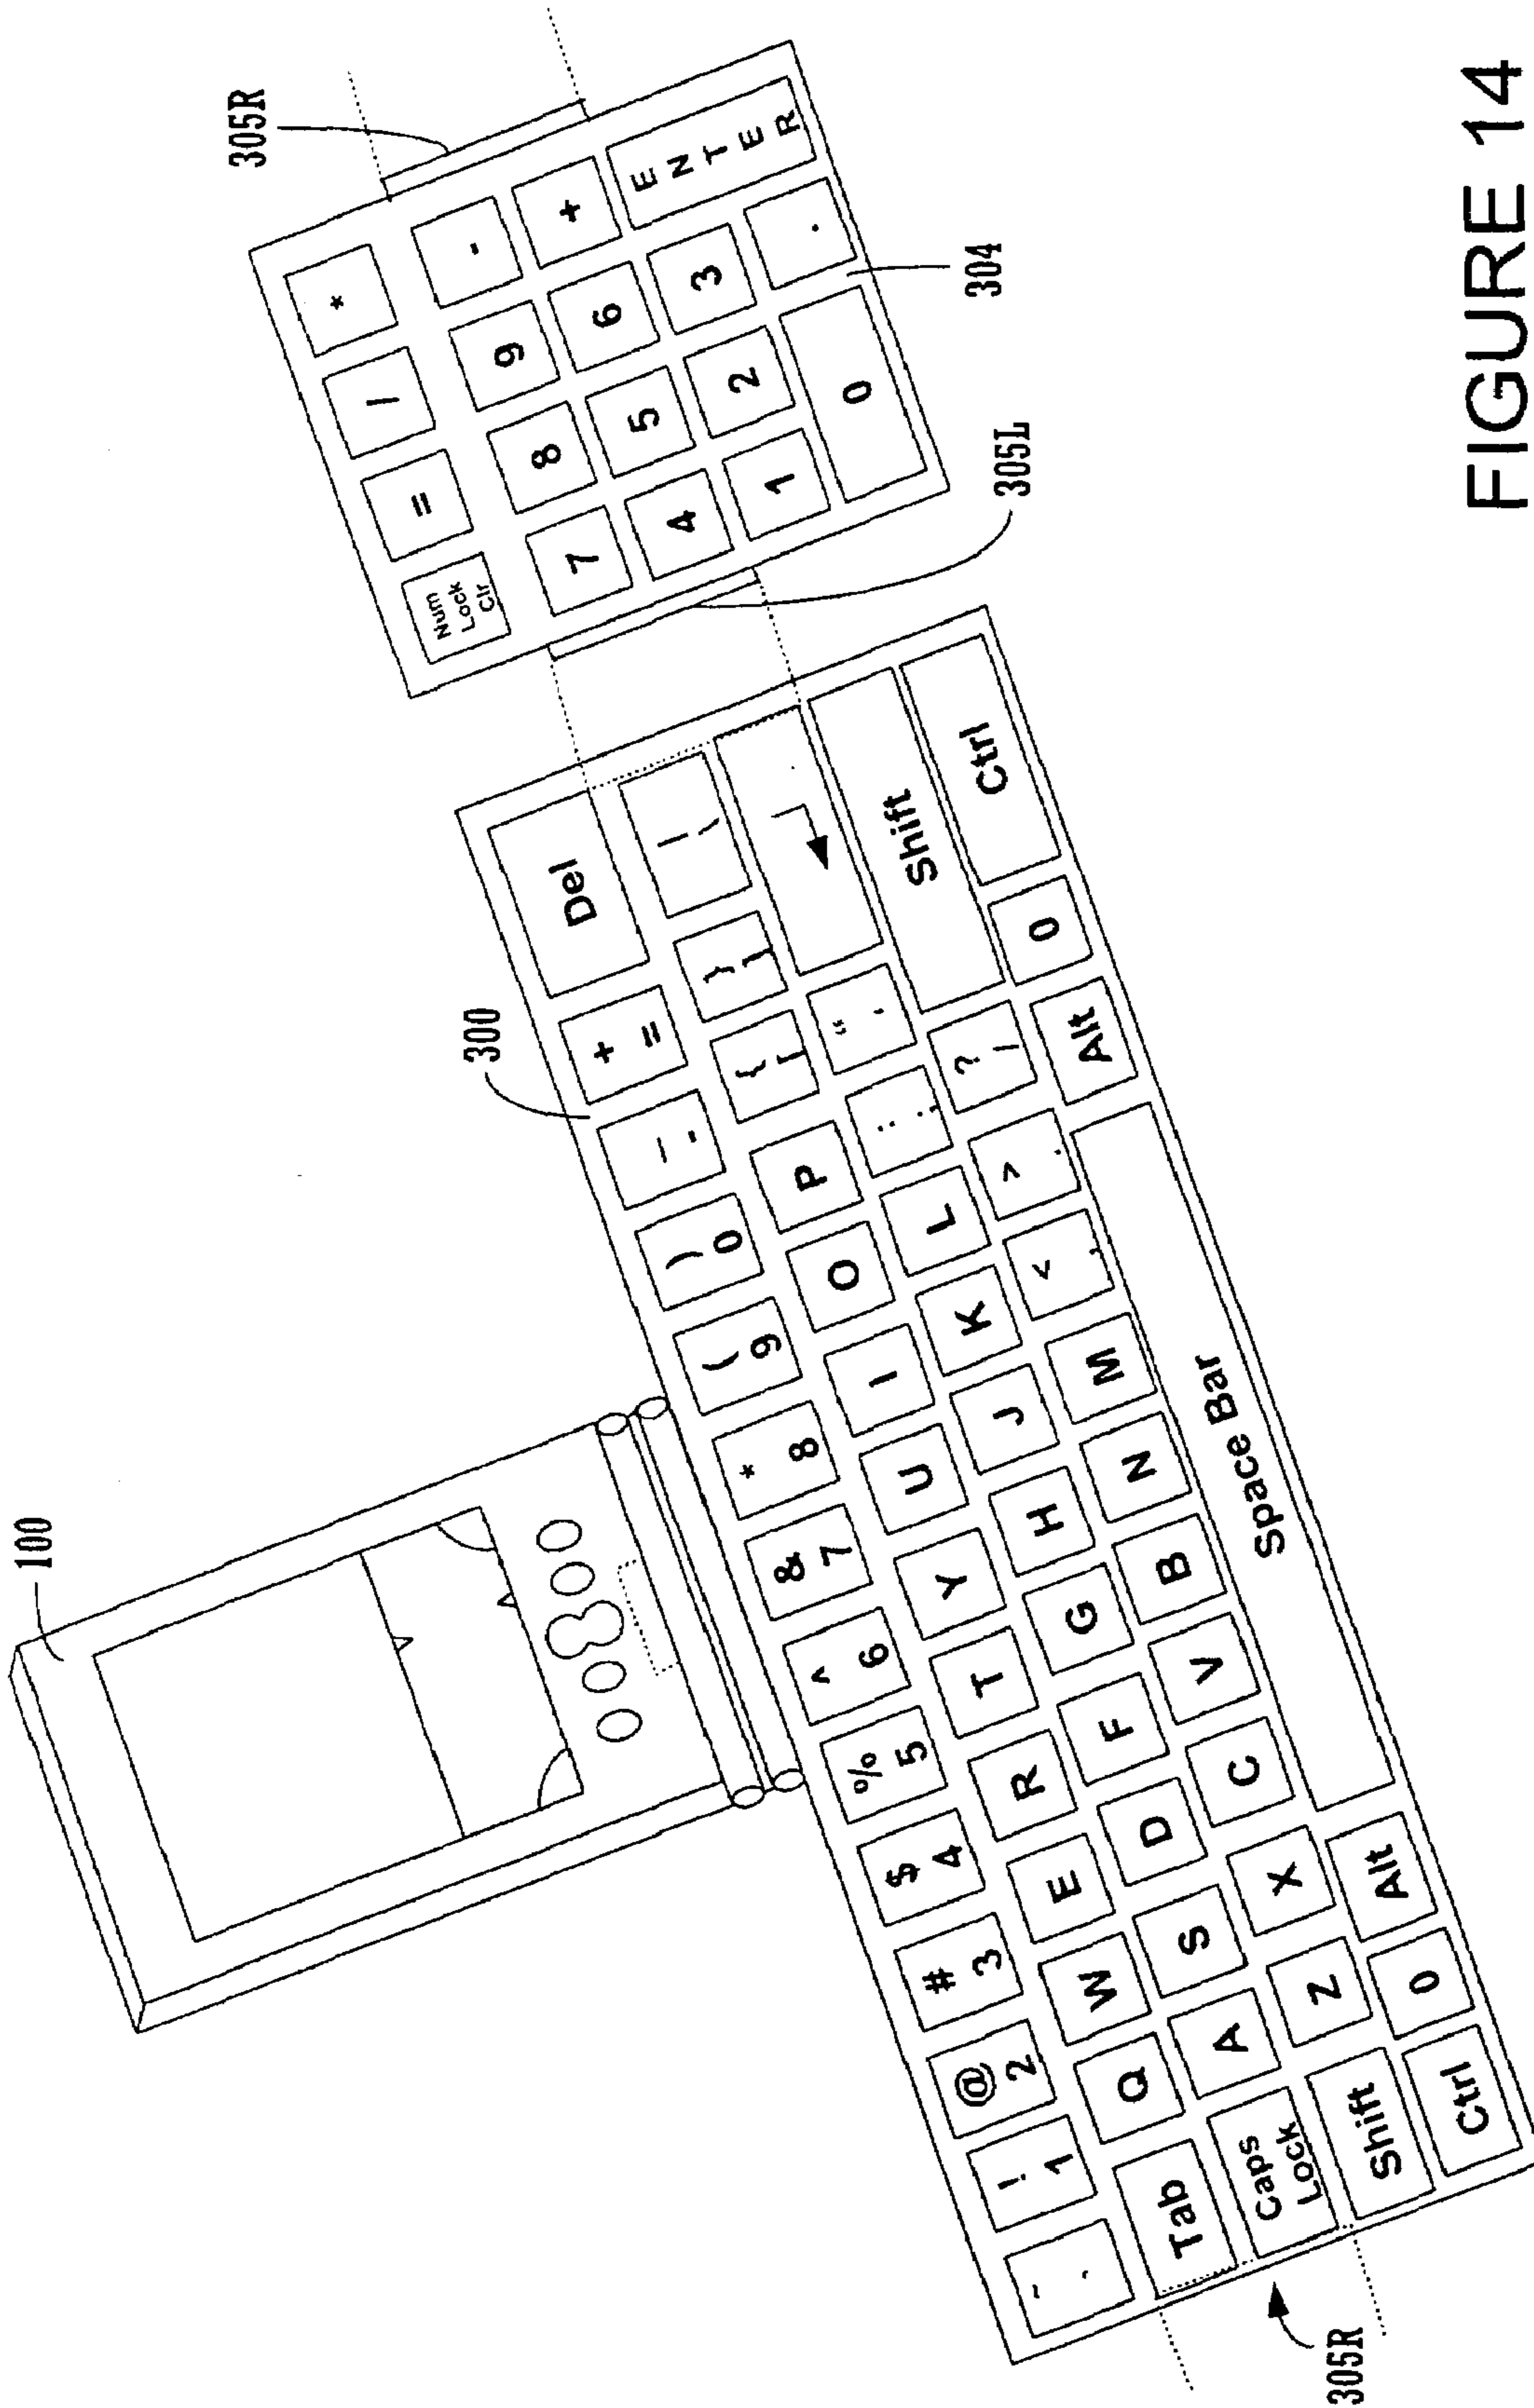 100
300
305R
~ `
! 1
@ 2
# 3
$ 4
% 5
^ 6
& 7
* 8
( 9
) 0
_ -
+ =
Del
Tab
Q
W
E
R
T
Y
U
I
O
P
{ [
} ]
| \
Caps
Lock
A
S
D
F
G
H
J
K
L
: ;
“ ‘
Shift
Z
X
C
V
B
N
M
< ,
> .
? /
Shift
Ctrl
0
Alt
Space Bar
Alt
0
Ctrl
305R
Num
Lock
Clr
=
/
*
7
8
9
-
4
5
6
+
1
2
3
ENTER
0
.
305L
304
FIGURE 14